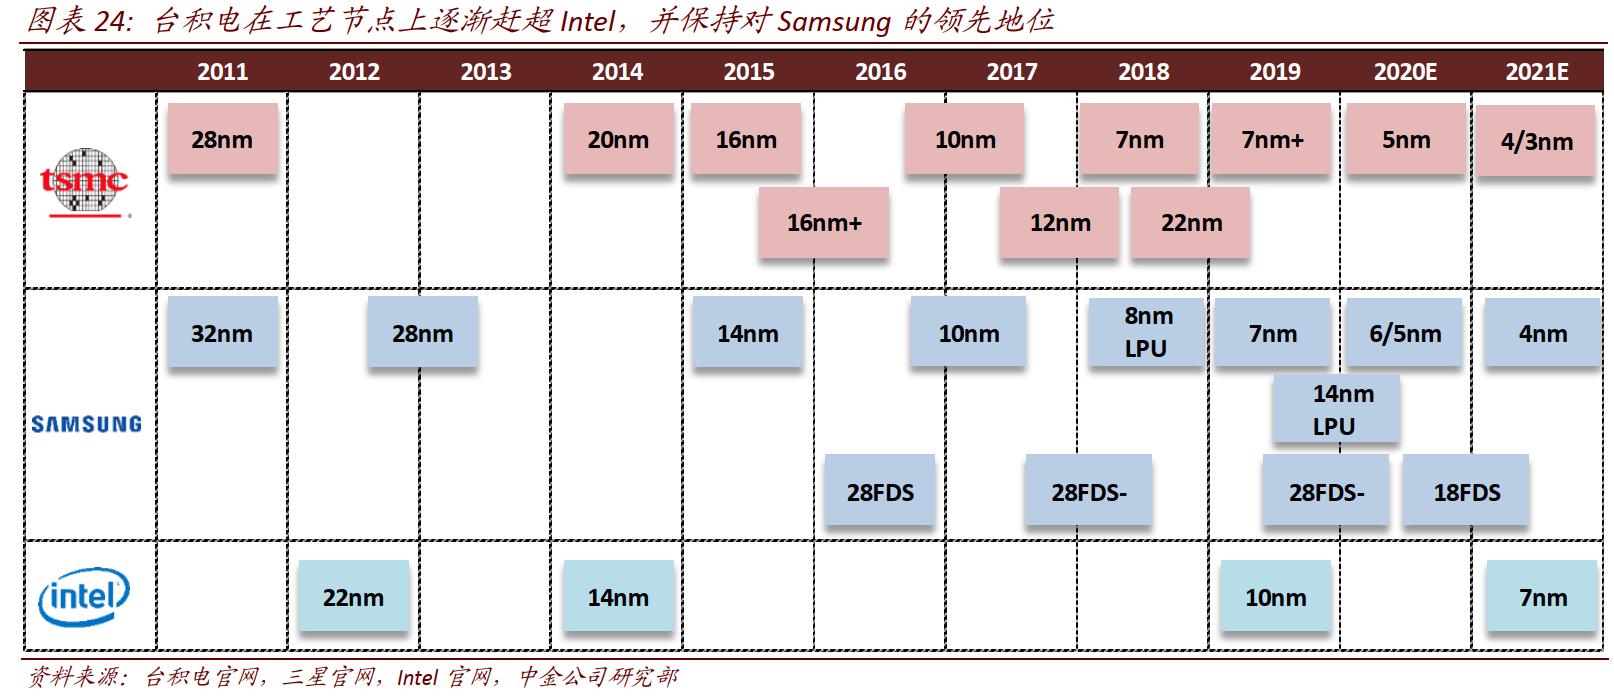 图表 24: 台积电在工艺节点上逐渐赶超 Intel，并保持对 Samsung 的领先地位
2011 2012 2013 2014 2015 2016 2017 2018 2019 2020E 2021E
tsmc
28nm 20nm 16nm 10nm 7nm 7nm+ 5nm 4/3nm
16nm+ 12nm 22nm
SAMSUNG
32nm 28nm 14nm 10nm 8nm LPU 7nm 6/5nm 4nm
14nm LPU
28FDS 28FDS- 28FDS- 18FDS
intel
22nm 14nm 10nm 7nm
资料来源：台积电官网，三星官网，Intel 官网，中金公司研究部